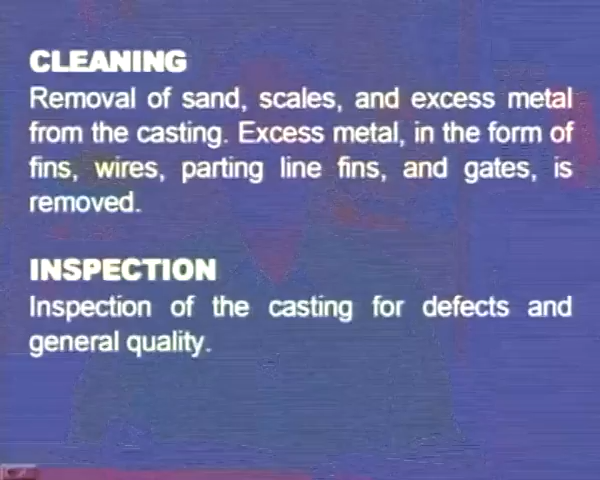 CLEANING
Removal of sand, scales, and excess metal
from the casting. Excess metal, in the form of
fins, wires, parting line fins, and gates, is
removed.
INSPECTION
Inspection of the casting for defects and
general quality.